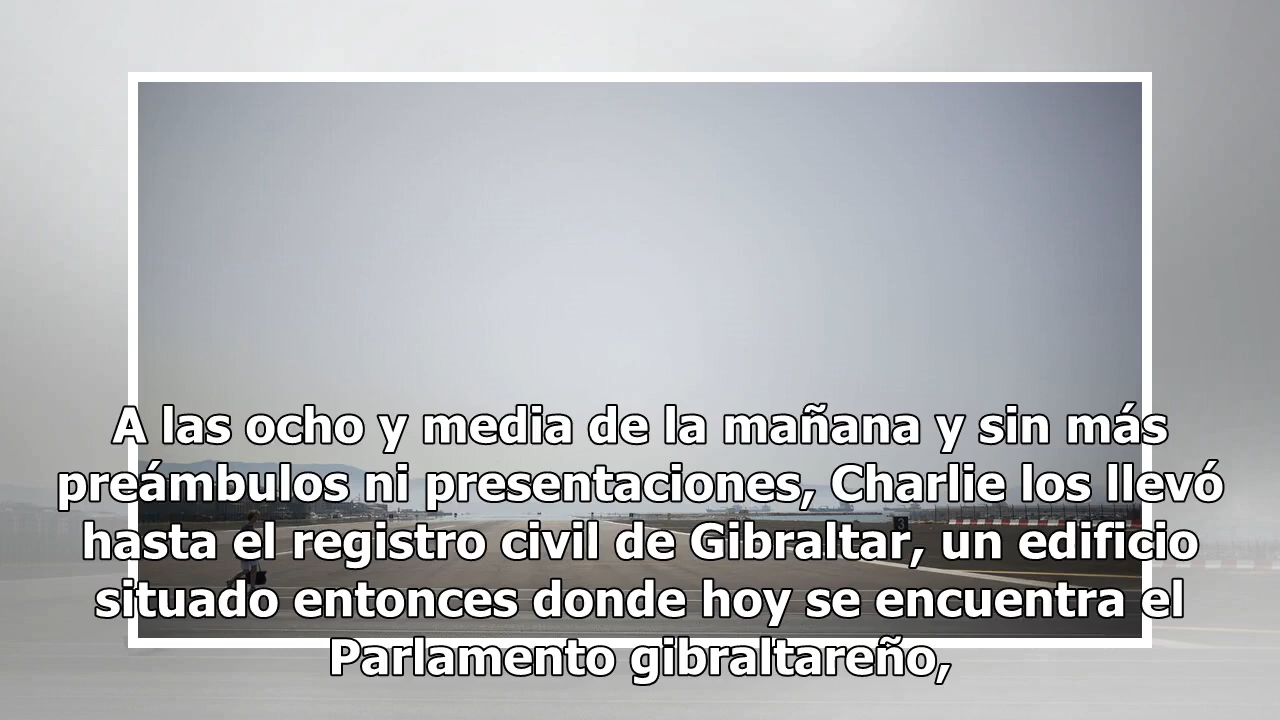 A las ocho y media de la mañana y sin más
preámbulos ni presentaciones, Charlie los llevó
hasta el registro civil de Gibraltar, un edificio
situado entonces donde hoy se encuentra el
Parlamento gibraltareño,
3